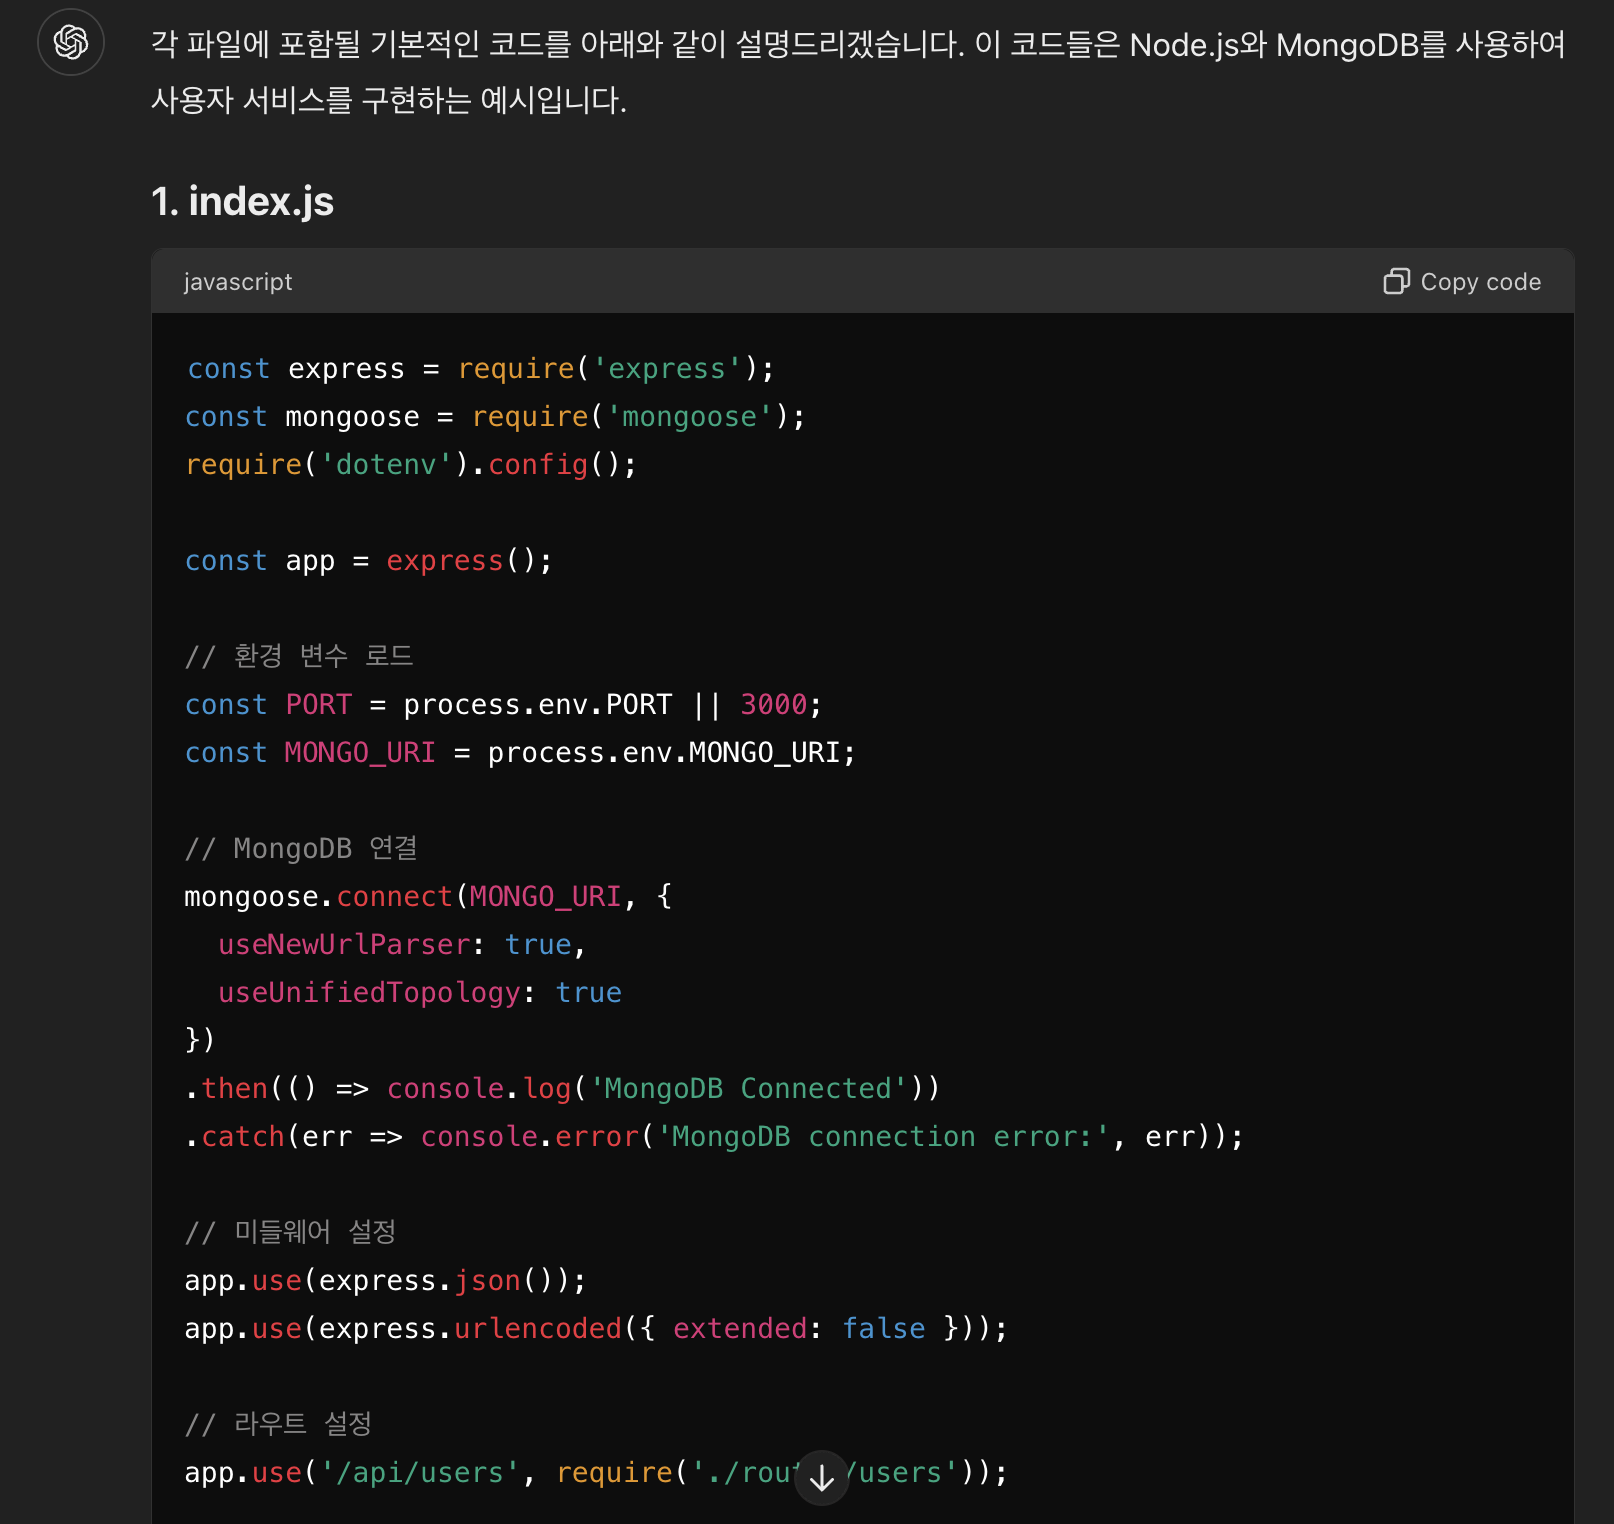 각 파일에 포함될 기본적인 코드를 아래와 같이 설명드리겠습니다. 이 코드들은 Node.js와 MongoDB를 사용하여
사용자 서비스를 구현하는 예시입니다.
1. index.js
javascript
Copy code
const express = require('express');
const mongoose = require('mongoose');
require('dotenv').config();
const app = express();
// 환경 변수 로드
const PORT = process.env.PORT || 3000;
const MONGO_URI = process.env.MONGO_URI;
// MongoDB 연결
mongoose.connect(MONGO_URI, {
  useNewUrlParser: true,
  useUnifiedTopology: true
})
.then(() => console.log('MongoDB Connected'))
.catch(err => console.error('MongoDB connection error:', err));
// 미들웨어 설정
app.use(express.json());
app.use(express.urlencoded({ extended: false }));
// 라우트 설정
app.use('/api/users', require('./rout /users'));